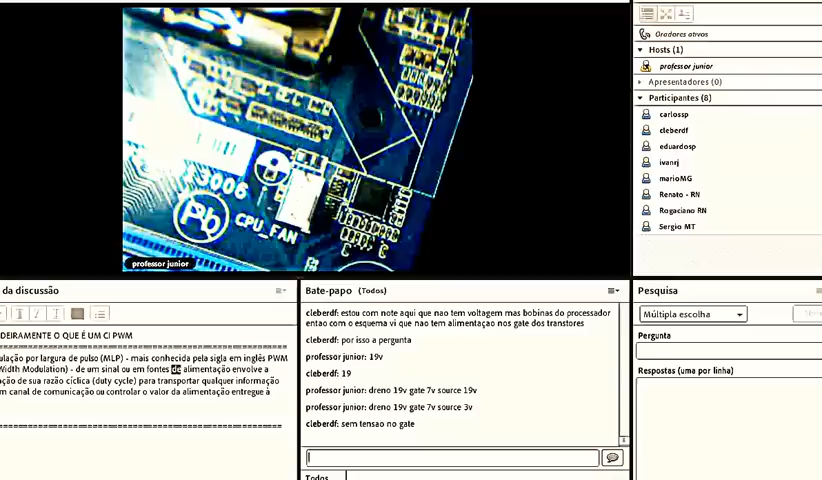 3006
Pb
CPU_FAN
professor junior
Oradores ativos
Hosts (1)
professor junior
Apresentadores (0)
Participantes (8)
carlossp
cleberdf
eduardosp
ivanrj
marioMG
Renato - RN
Rogaciano RN
Sergio MT
da discussão
DEIRAMENTE O QUE É UM CI PWM
ulação por largura de pulso (MLP) - mais conhecida pela sigla em inglês PWM
Width Modulation) - de um sinal ou em fontes de alimentação envolve a
ção de sua razão cíclica (duty cycle) para transportar qualquer informação
m canal de comunicação ou controlar o valor da alimentação entregue à
Bate-papo (Todos)
cleberdf: estou com note aqui que nao tem voltagem mas bobinas do processador
entao com o esquema vi que nao tem alimentaçao nos gate dos transtores
cleberdf: por isso a pergunta
professor junior: 19v
cleberdf: 19
professor junior: dreno 19v gate 7v source 19v
professor junior: dreno 19v gate 7v source 3v
cleberdf: sem tensao no gate
Todos
Pesquisa
Múltipla escolha
Pergunta
Respostas (uma por linha)